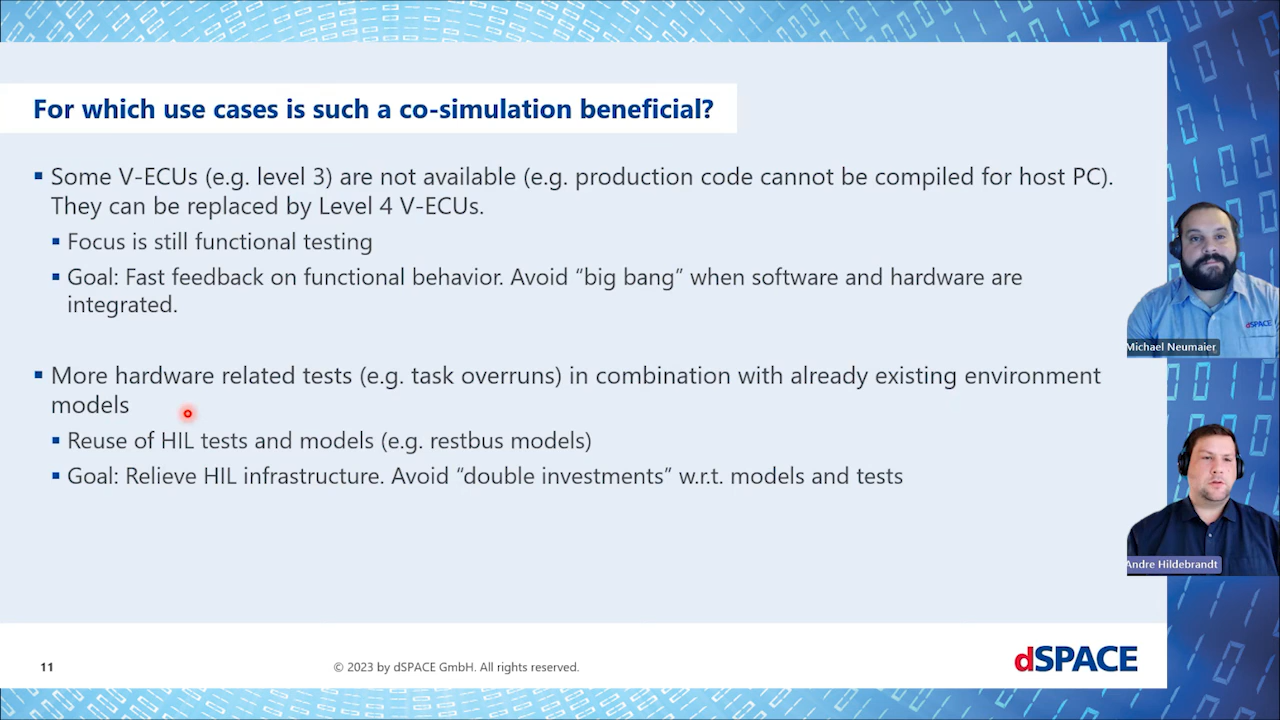 For which use cases is such a co-simulation beneficial?
Some V-ECUs (e.g. level 3) are not available (e.g. production code cannot be compiled for host PC).
They can be replaced by Level 4 V-ECUs.
Focus is still functional testing
Goal: Fast feedback on functional behavior. Avoid “big bang” when software and hardware are
integrated.
More hardware related tests (e.g. task overruns) in combination with already existing environment
models
Reuse of HIL tests and models (e.g. restbus models)
Goal: Relieve HIL infrastructure. Avoid “double investments” w.r.t. models and tests
dSPACE
Michael Neumaier
Andre Hildebrandt
11
© 2023 by dSPACE GmbH. All rights reserved.
dSPACE